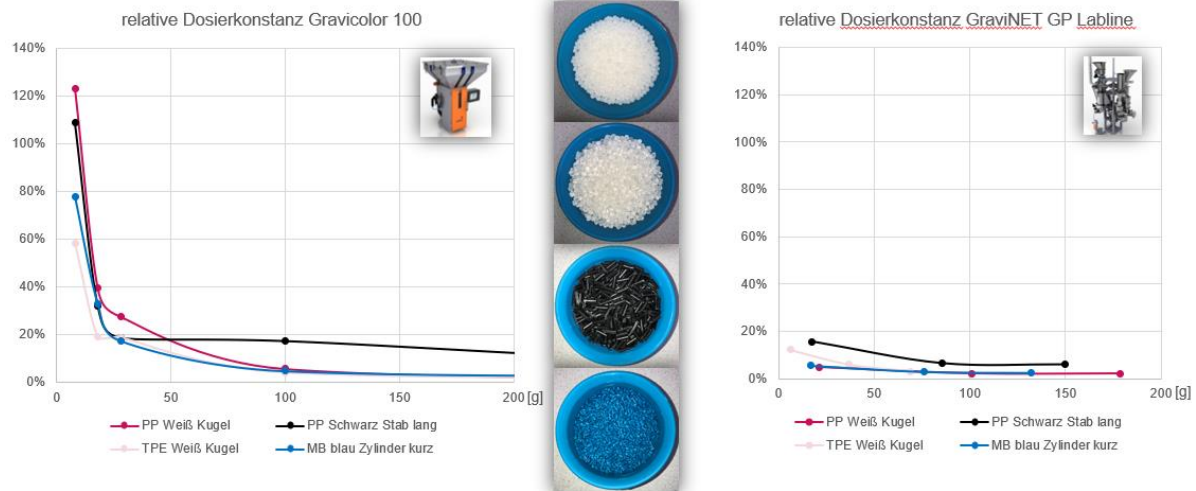 relative Dosierkonstanz Gravicolor 100
140%
120%
100%
80%
60%
40%
20%
0%
0 50 100 150 200 [g]
PP Weiß Kugel PP Schwarz Stab lang
TPE Weiß Kugel MB blau Zylinder kurz
relative Dosierkonstanz GraviNET GP Labline
140%
120%
100%
80%
60%
40%
20%
0%
0 50 100 150 200 [g]
PP Weiß Kugel PP Schwarz Stab lang
TPE Weiß Kugel MB blau Zylinder kurz